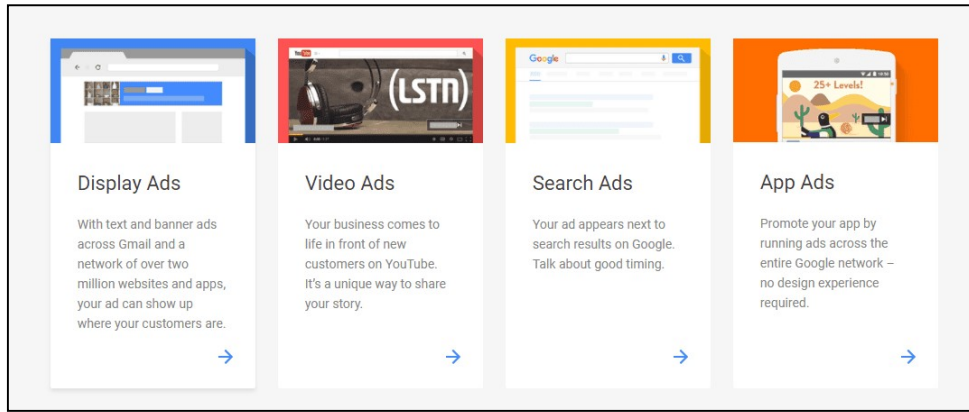 YouTube
(LSTN)
Google
25+ Levels!
Display Ads
With text and banner ads
across Gmail and a
network of over two
million websites and apps,
your ad can show up
where your customers are.
Video Ads
Your business comes to
life in front of new
customers on YouTube.
It's a unique way to share
your story.
Search Ads
Your ad appears next to
search results on Google.
Talk about good timing.
App Ads
Promote your app by
running ads across the
entire Google network –
no design experience
required.